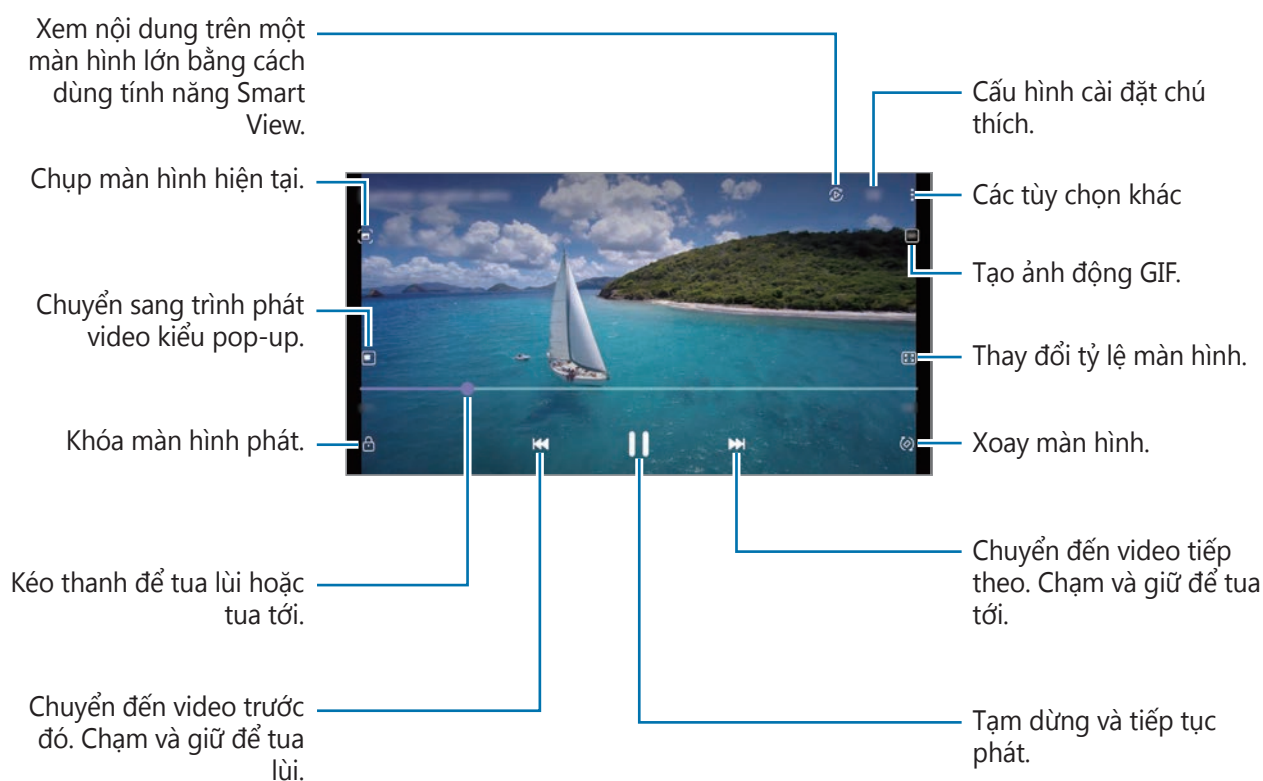 Xem nội dung trên một
màn hình lớn bằng cách
dùng tính năng Smart
View.
Chụp màn hình hiện tại.
Chuyển sang trình phát
video kiểu pop-up.
Khóa màn hình phát.
Kéo thanh để tua lùi hoặc
tua tới.
Chuyển đến video trước
đó. Chạm và giữ để tua
lùi.
Cấu hình cài đặt chú
thích.
Các tùy chọn khác
Tạo ảnh động GIF.
Thay đổi tỷ lệ màn hình.
Xoay màn hình.
Chuyển đến video tiếp
theo. Chạm và giữ để tua
tới.
Tạm dừng và tiếp tục
phát.